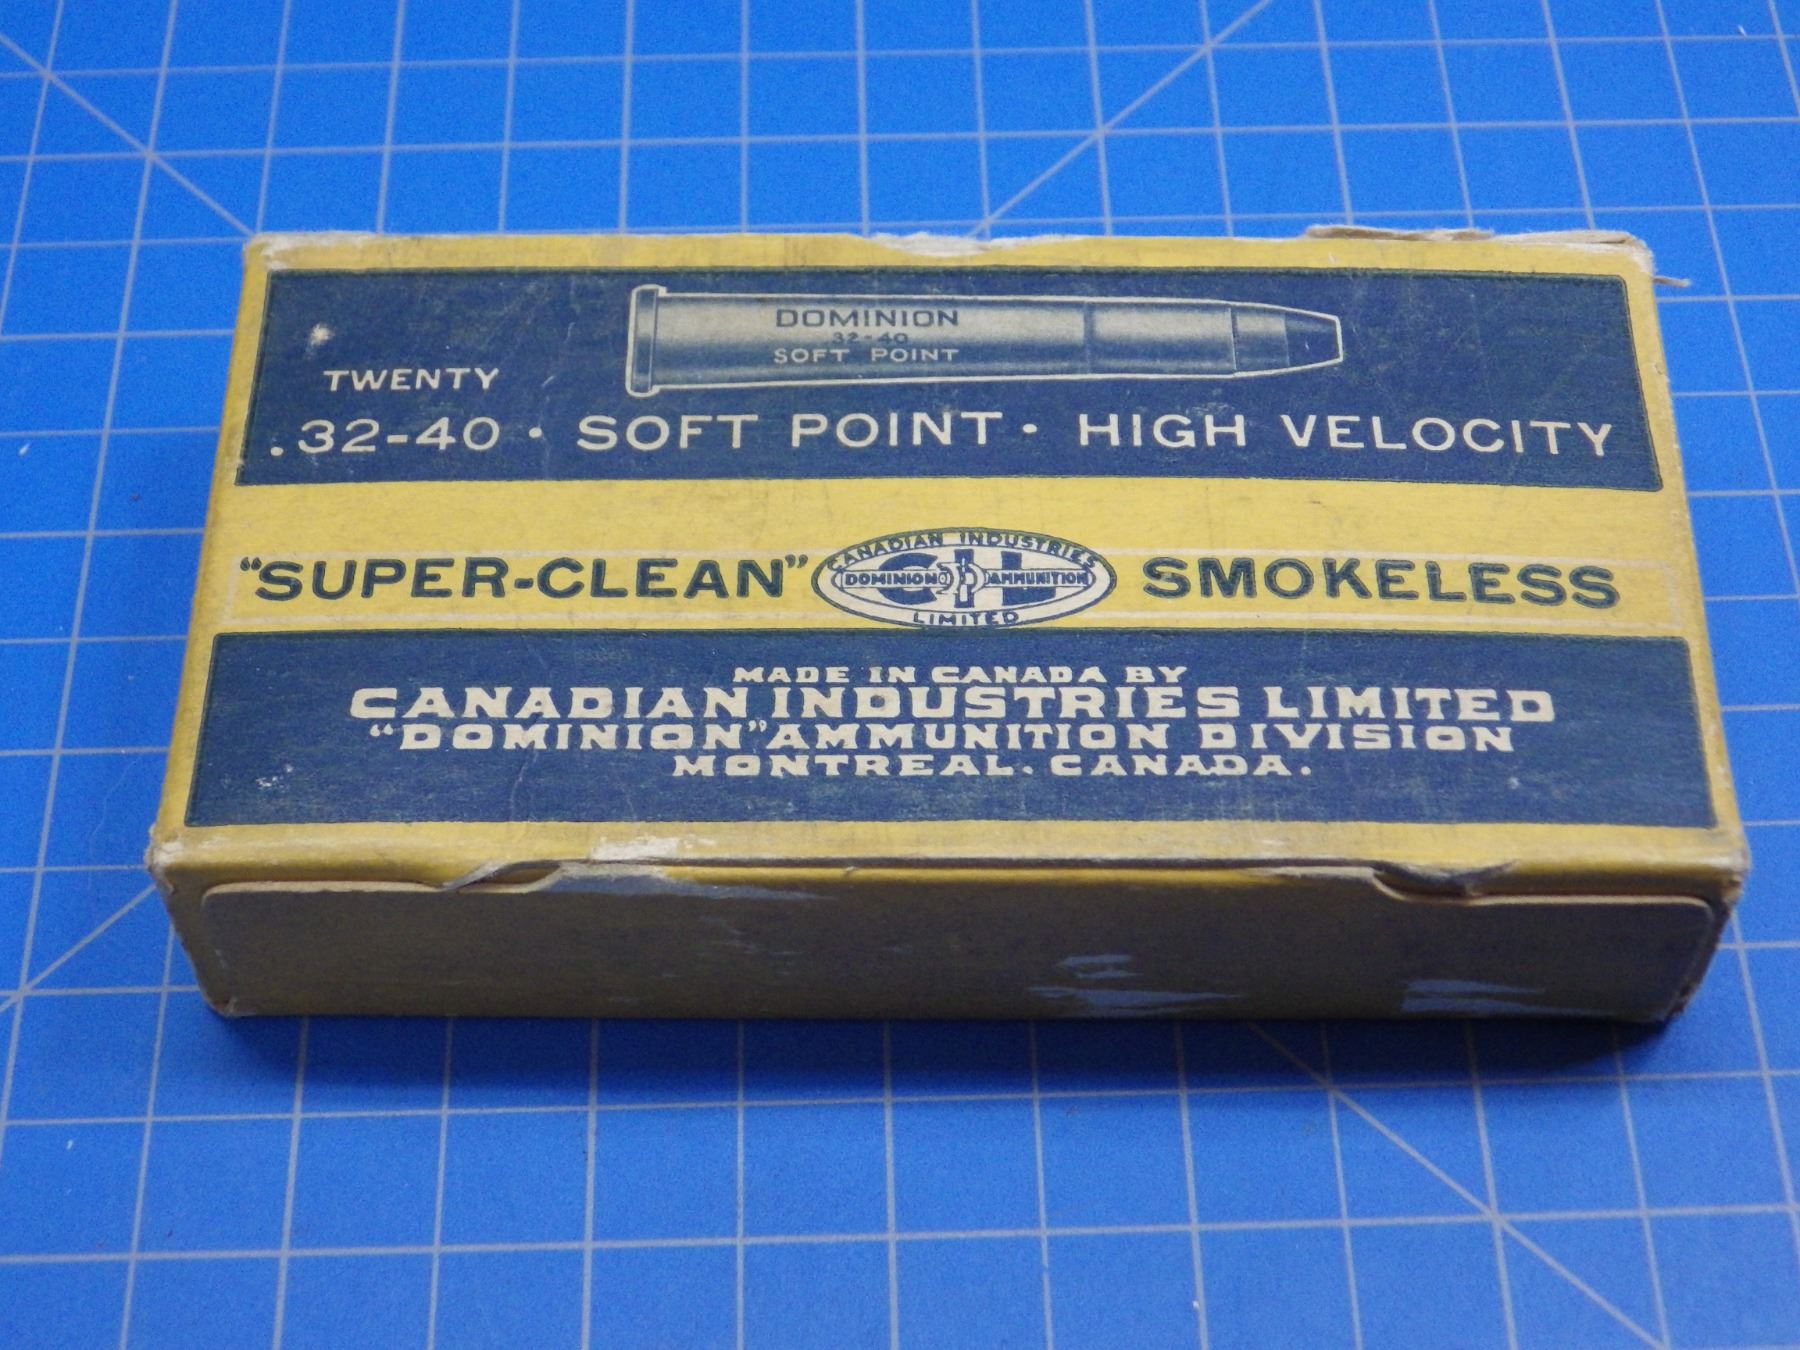 DOMINION
32-40
SOFT POINT
TWENTY
.32-40 · SOFT POINT · HIGH VELOCITY
"SUPER-CLEAN" SMOKELESS
CANADIAN INDUSTRIES
CIL
DOMINION AMMUNITION
LIMITED
MADE IN CANADA BY
CANADIAN INDUSTRIES LIMITED
"DOMINION" AMMUNITION DIVISION
MONTREAL. CANADA.